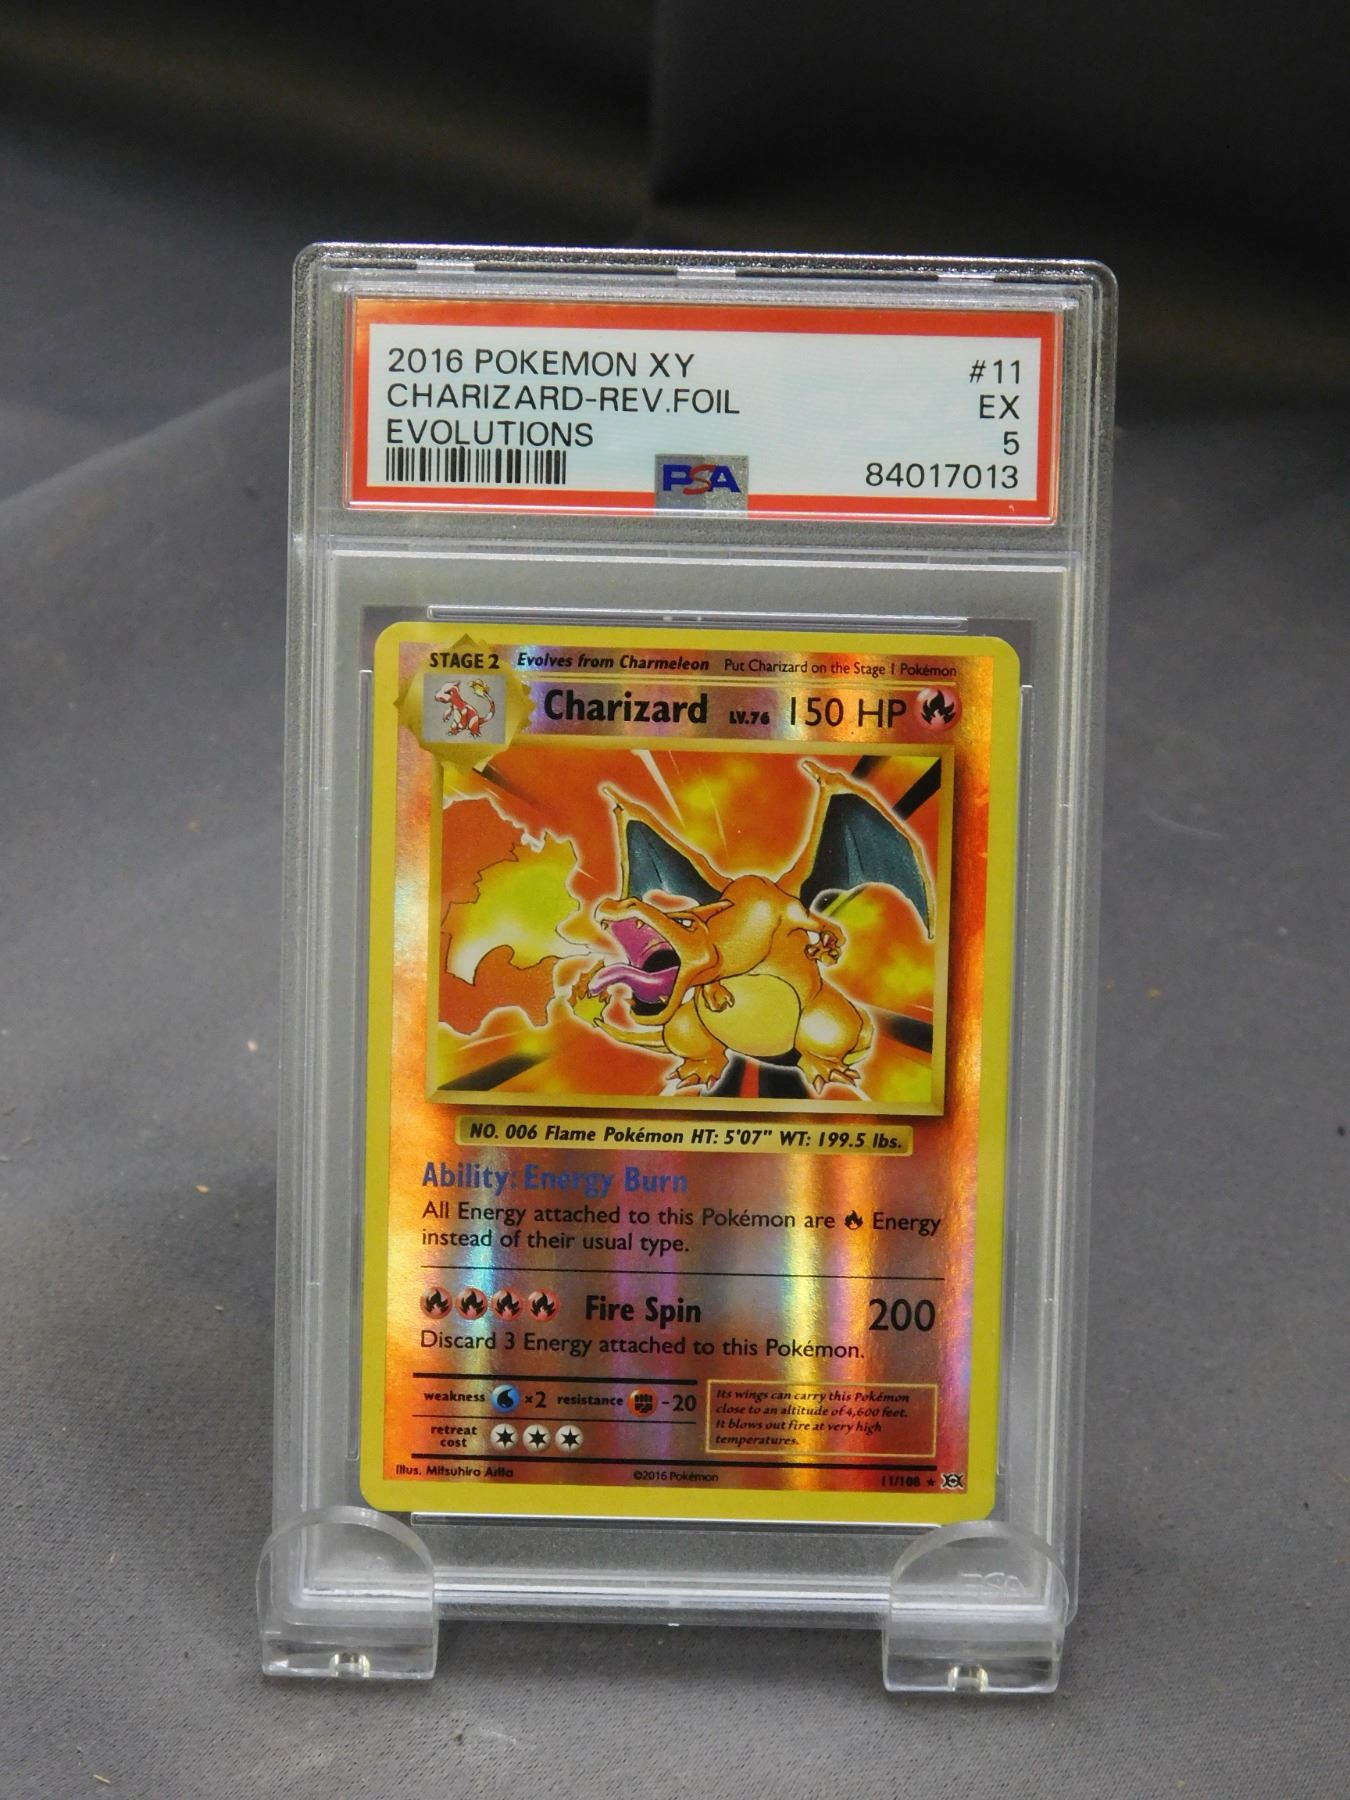 2016 POKEMON XY #11
CHARIZARD-REV.FOIL EX
EVOLUTIONS 5
PSA 84017013
STAGE 2 Evolves from Charmeleon Put Charizard on the Stage 1 Pokémon
Charizard LV.76 150 HP
NO. 006 Flame Pokémon HT: 5'07" WT: 199.5 lbs.
Ability: Energy Burn
All Energy attached to this Pokémon are Energy
instead of their usual type.
Fire Spin 200
Discard 3 Energy attached to this Pokémon.
weakness ×2 resistance -20
retreat
cost
Its wings can carry this Pokémon
close to an altitude of 4,600 feet.
It blows out fire at very high
temperatures.
Illus. Mitsuhiro Arita ©2016 Pokémon 11/108 ★
PSA